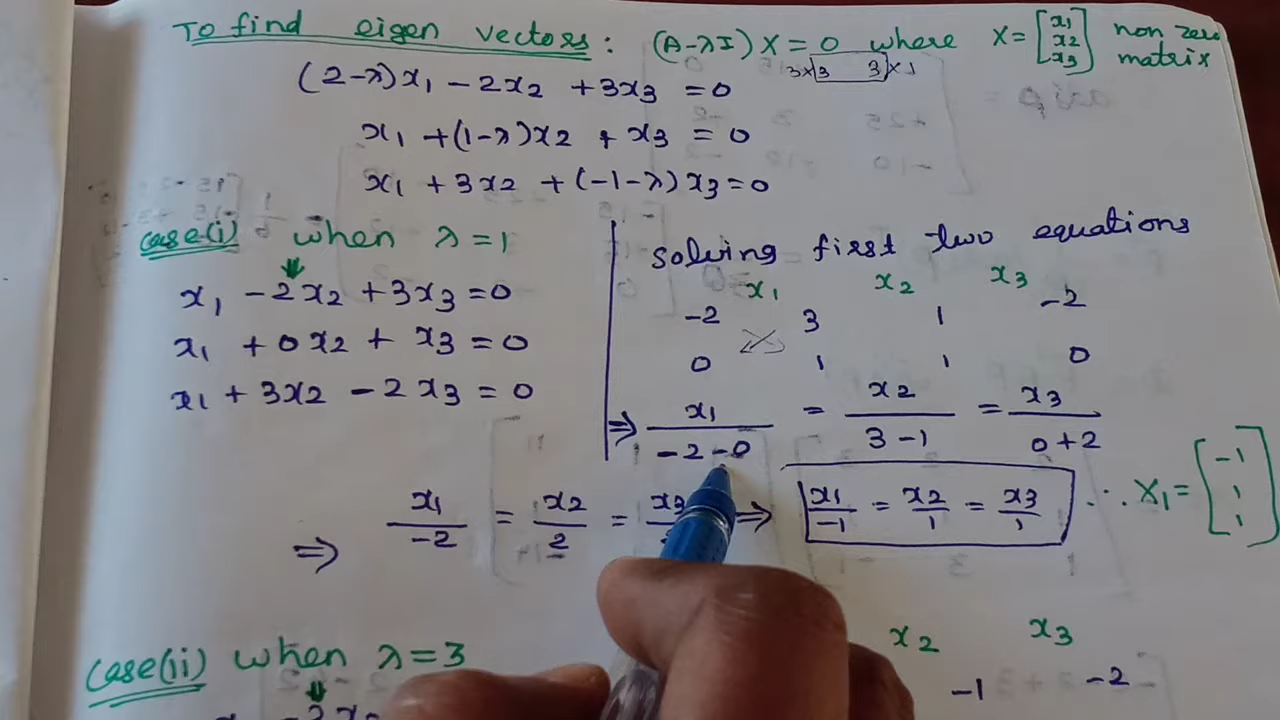 To find eigen vectors : (A-λI) X = 0 where X = [x1 x2 x3] non zero matrix
3×3 3×1
(2-λ)x1 - 2x2 + 3x3 = 0
x1 + (1-λ)x2 + x3 = 0
x1 + 3x2 + (-1-λ) x3 = 0
case(i) when λ = 1
x1 - 2x2 + 3x3 = 0
x1 + 0x2 + x3 = 0
x1 + 3x2 - 2x3 = 0
solving first two equations
x1 x2 x3
-2 3 1 -2
0 1 1 0
⇒ x1/(-2-0) = x2/(3-1) = x3/(0+2)
⇒ x1/-2 = x2/2 = x3 ⇒ x1/-1 = x2/1 = x3/1 ∴ X1 = [-1 1 1]
case(ii) when λ = 3
x2 x3
-1 -2